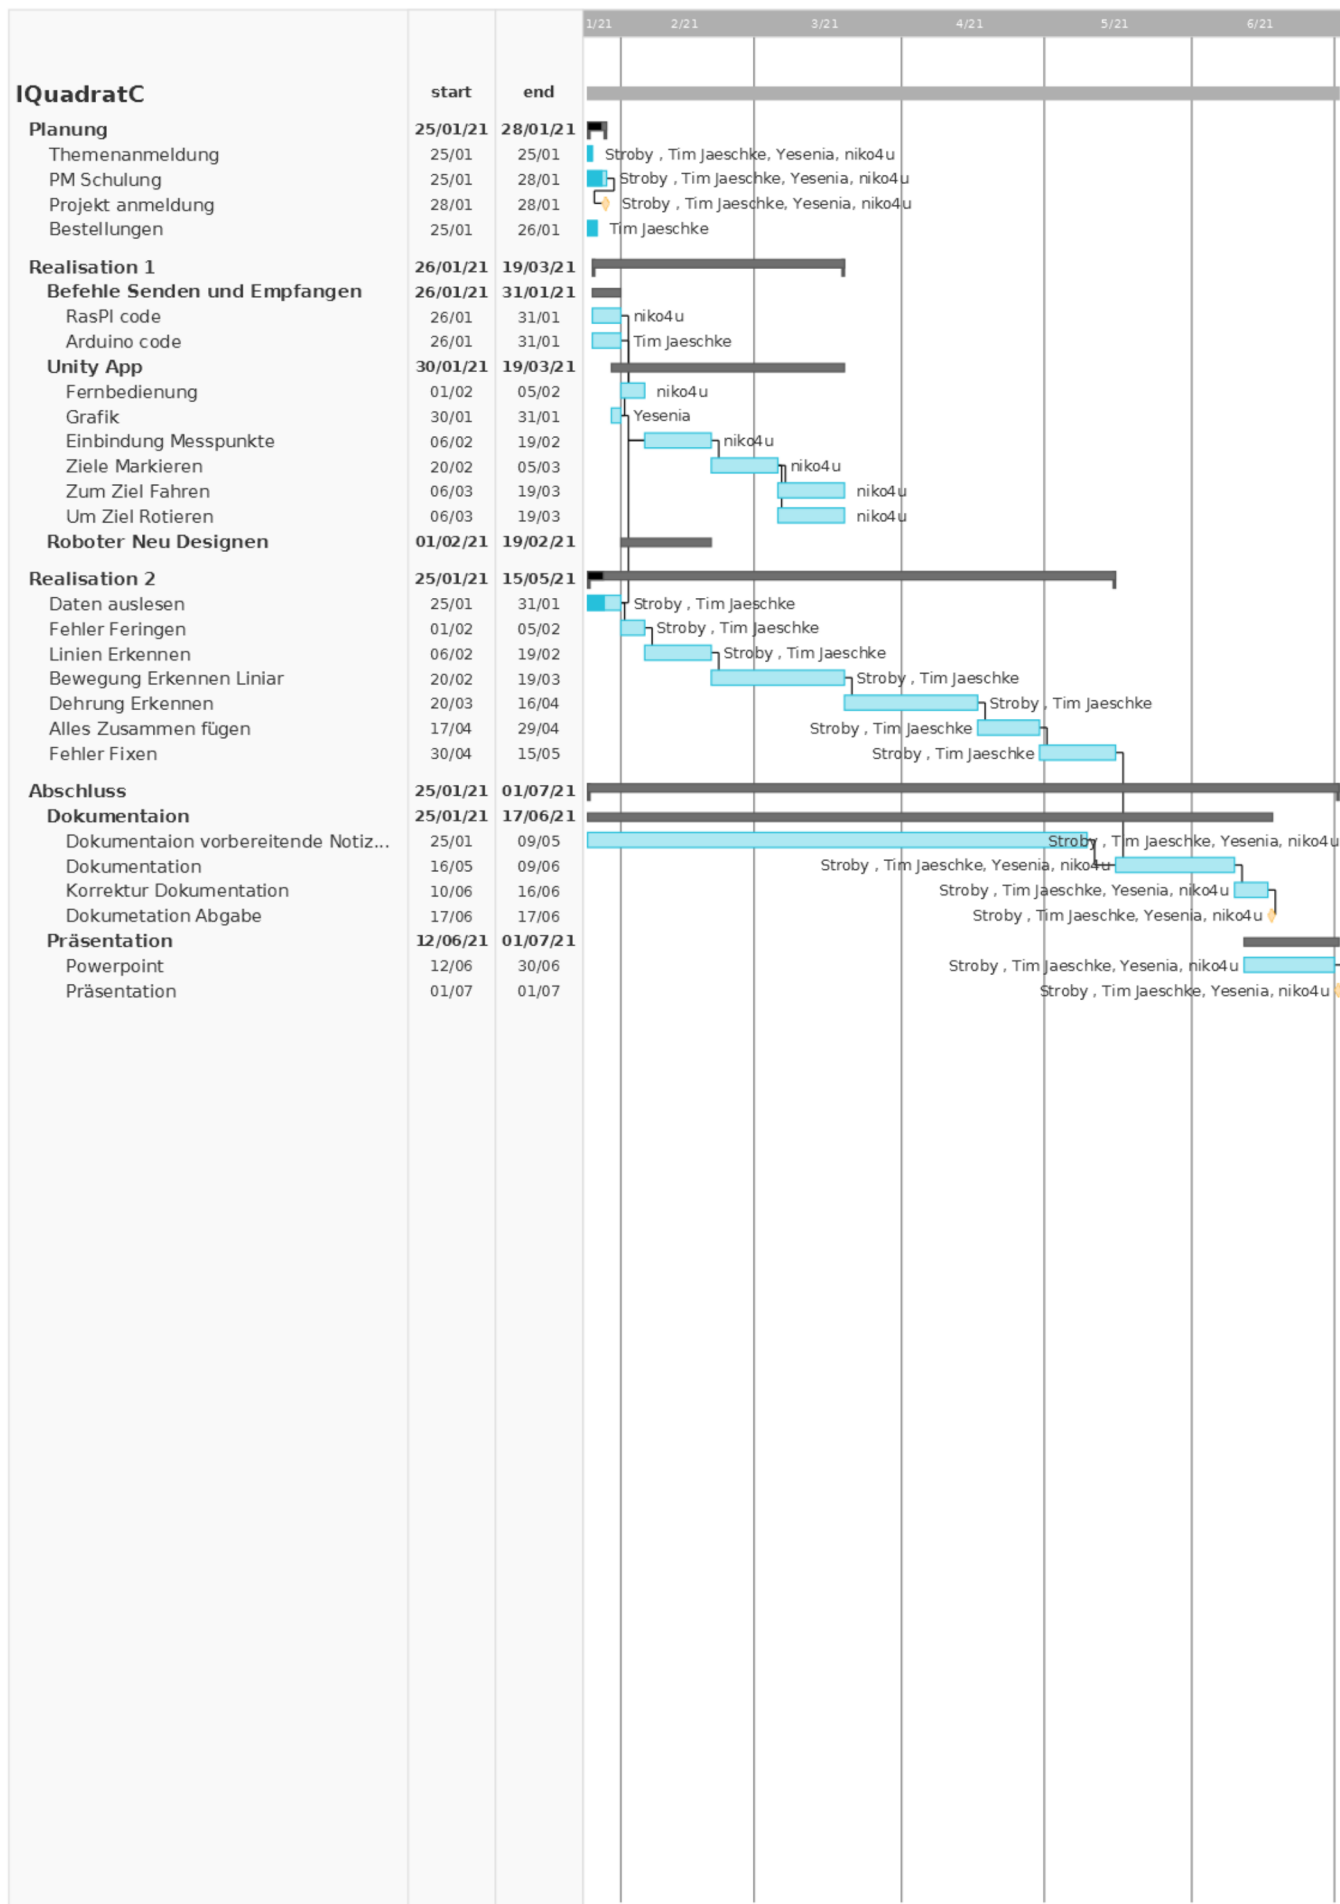 1/21 2/21 3/21 4/21 5/21 6/21
IQuadratC start end
Planung 25/01/21 28/01/21
Themenanmeldung 25/01 25/01 Stroby , Tim Jaeschke, Yesenia, niko4u
PM Schulung 25/01 28/01 Stroby , Tim Jaeschke, Yesenia, niko4u
Projekt anmeldung 28/01 28/01 Stroby , Tim Jaeschke, Yesenia, niko4u
Bestellungen 25/01 26/01 Tim Jaeschke
Realisation 1 26/01/21 19/03/21
Befehle Senden und Empfangen 26/01/21 31/01/21
RasPI code 26/01 31/01 niko4u
Arduino code 26/01 31/01 Tim Jaeschke
Unity App 30/01/21 19/03/21
Fernbedienung 01/02 05/02 niko4u
Grafik 30/01 31/01 Yesenia
Einbindung Messpunkte 06/02 19/02 niko4u
Ziele Markieren 20/02 05/03 niko4u
Zum Ziel Fahren 06/03 19/03 niko4u
Um Ziel Rotieren 06/03 19/03 niko4u
Roboter Neu Designen 01/02/21 19/02/21
Realisation 2 25/01/21 15/05/21
Daten auslesen 25/01 31/01 Stroby , Tim Jaeschke
Fehler Feringen 01/02 05/02 Stroby , Tim Jaeschke
Linien Erkennen 06/02 19/02 Stroby , Tim Jaeschke
Bewegung Erkennen Liniar 20/02 19/03 Stroby , Tim Jaeschke
Dehrung Erkennen 20/03 16/04 Stroby , Tim Jaeschke
Alles Zusammen fügen 17/04 29/04 Stroby , Tim Jaeschke
Fehler Fixen 30/04 15/05 Stroby , Tim Jaeschke
Abschluss 25/01/21 01/07/21
Dokumentaion 25/01/21 17/06/21
Dokumentaion vorbereitende Notiz... 25/01 09/05 Stroby , Tim Jaeschke, Yesenia, niko4u
Dokumentation 16/05 09/06 Stroby , Tim Jaeschke, Yesenia, niko4u
Korrektur Dokumentation 10/06 16/06 Stroby , Tim Jaeschke, Yesenia, niko4u
Dokumetation Abgabe 17/06 17/06 Stroby , Tim Jaeschke, Yesenia, niko4u
Präsentation 12/06/21 01/07/21
Powerpoint 12/06 30/06 Stroby , Tim Jaeschke, Yesenia, niko4u
Präsentation 01/07 01/07 Stroby , Tim Jaeschke, Yesenia, niko4u